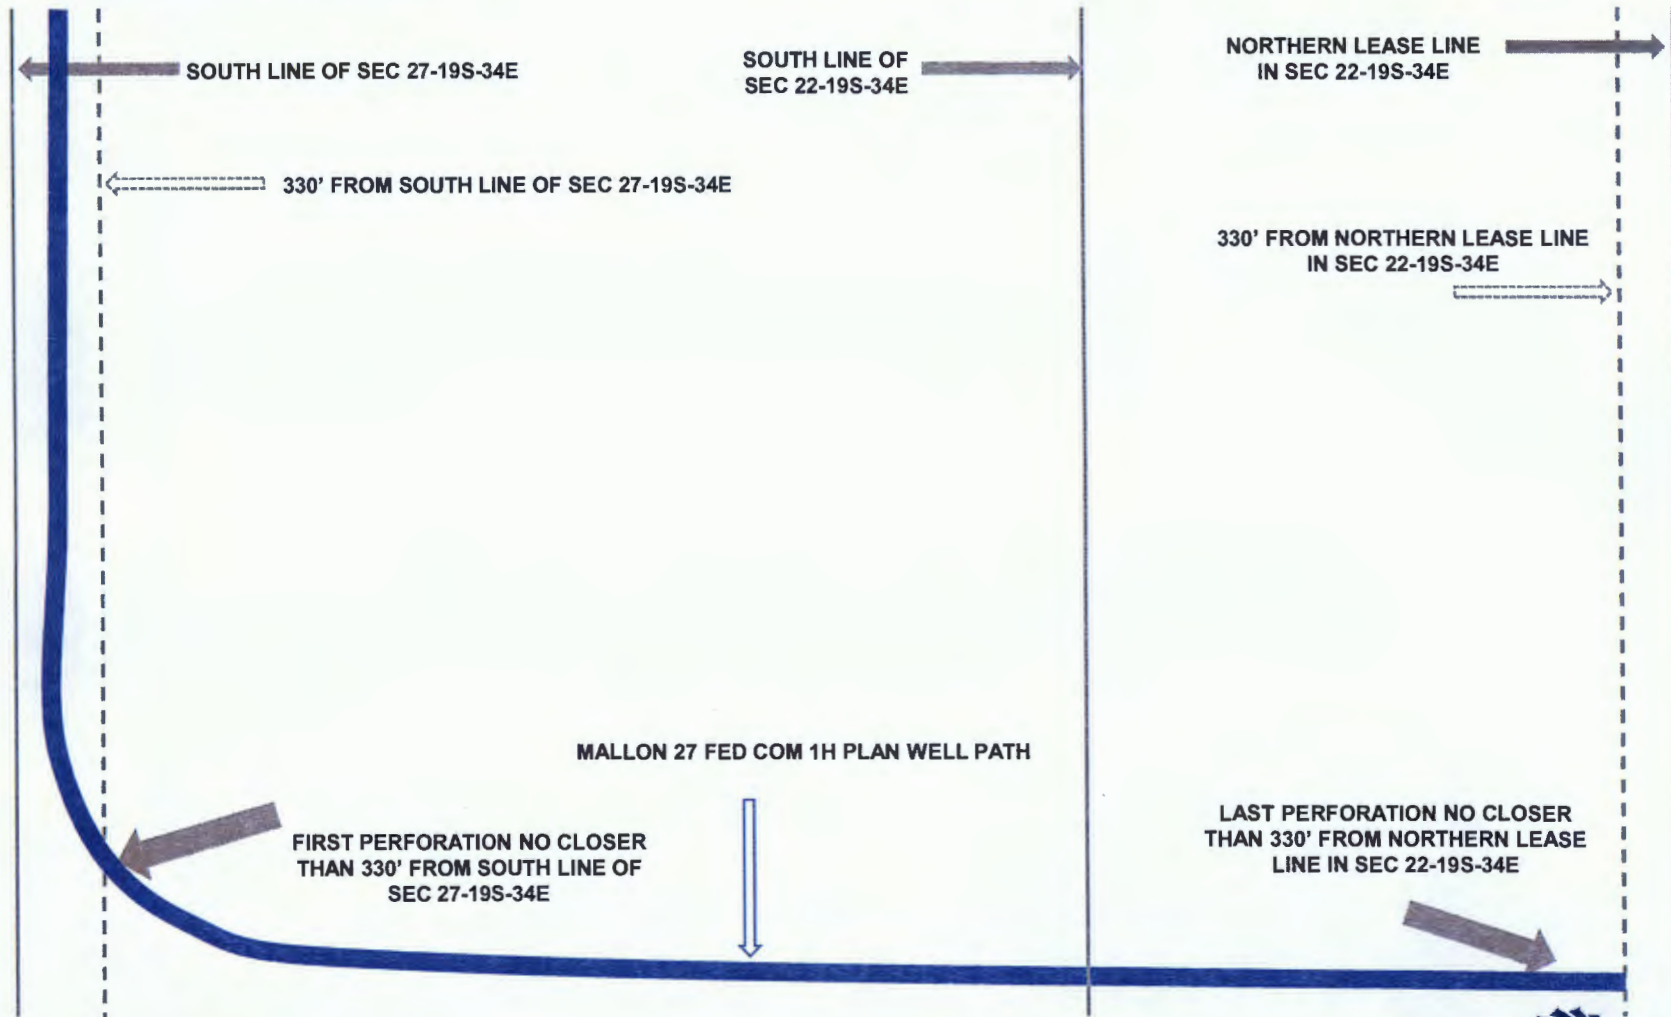 SOUTH LINE OF SEC 27-19S-34E
SOUTH LINE OF
SEC 22-19S-34E
NORTHERN LEASE LINE
IN SEC 22-19S-34E
330' FROM SOUTH LINE OF SEC 27-19S-34E
330' FROM NORTHERN LEASE LINE
IN SEC 22-19S-34E
MALLON 27 FED COM 1H PLAN WELL PATH
FIRST PERFORATION NO CLOSER
THAN 330' FROM SOUTH LINE OF
SEC 27-19S-34E
LAST PERFORATION NO CLOSER
THAN 330' FROM NORTHERN LEASE
LINE IN SEC 22-19S-34E